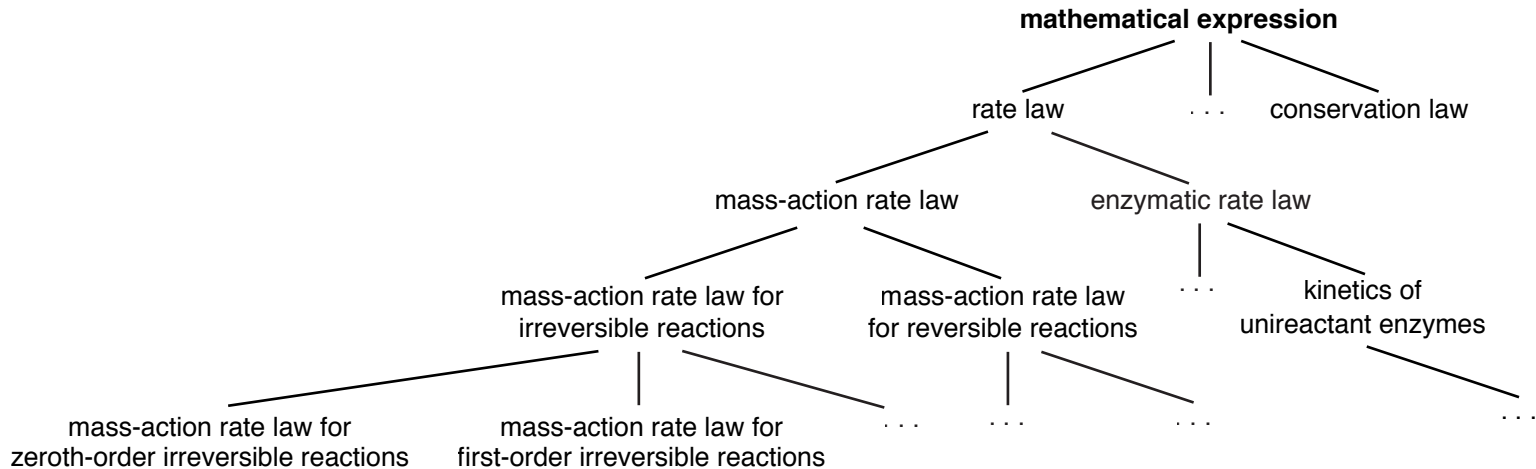 mathematical expression
rate law
. . .
conservation law
mass-action rate law
enzymatic rate law
mass-action rate law for
irreversible reactions
mass-action rate law
for reversible reactions
. . .
kinetics of
unireactant enzymes
mass-action rate law for
zeroth-order irreversible reactions
mass-action rate law for
first-order irreversible reactions
. . .
. . .
. . .
. . .